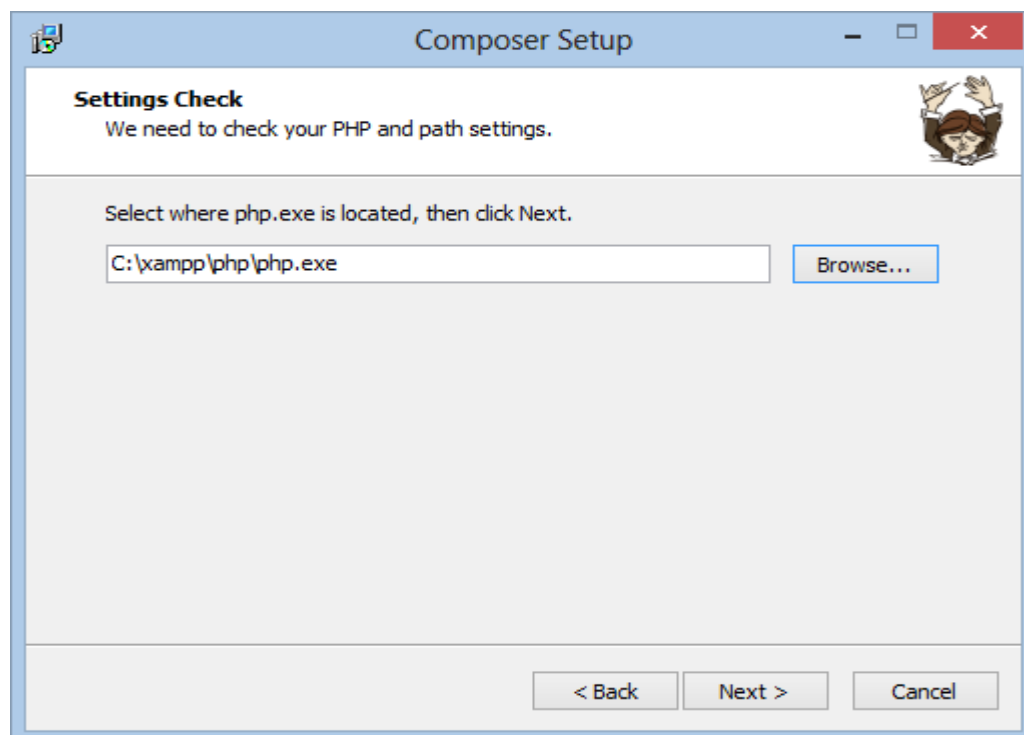 Composer Setup
Settings Check
We need to check your PHP and path settings.
Select where php.exe is located, then click Next.
C:\xampp\php\php.exe
Browse...
< Back
Next >
Cancel